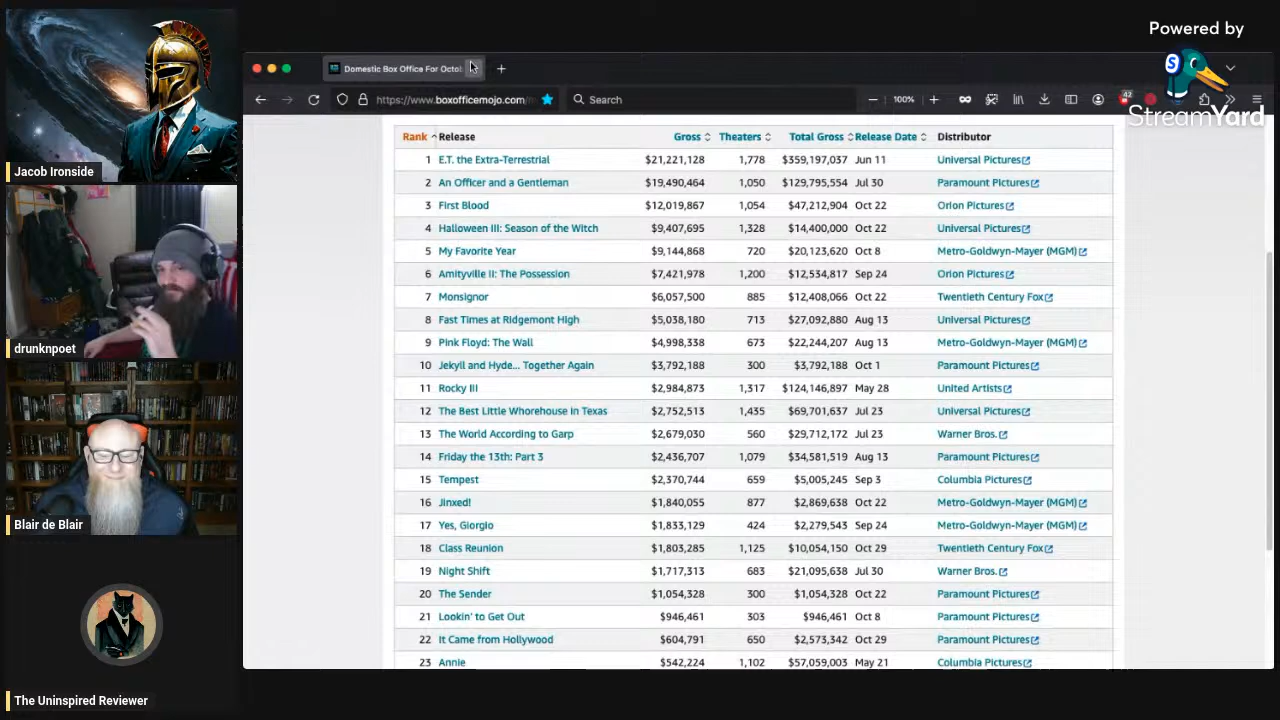 Powered by
StreamYard
Jacob Ironside
drunknpoet
Blair de Blair
The Uninspired Reviewer
Domestic Box Office For Octo
https://www.boxofficemojo.com/
Search
100%
42
Rank Release Gross Theaters Total Gross Release Date Distributor
1 E.T. the Extra-Terrestrial $21,221,128 1,778 $359,197,037 Jun 11 Universal Pictures
2 An Officer and a Gentleman $19,490,464 1,050 $129,795,554 Jul 30 Paramount Pictures
3 First Blood $12,019,867 1,054 $47,212,904 Oct 22 Orion Pictures
4 Halloween III: Season of the Witch $9,407,695 1,328 $14,400,000 Oct 22 Universal Pictures
5 My Favorite Year $9,144,868 720 $20,123,620 Oct 8 Metro-Goldwyn-Mayer (MGM)
6 Amityville II: The Possession $7,421,978 1,200 $12,534,817 Sep 24 Orion Pictures
7 Monsignor $6,057,500 885 $12,408,066 Oct 22 Twentieth Century Fox
8 Fast Times at Ridgemont High $5,038,180 713 $27,092,880 Aug 13 Universal Pictures
9 Pink Floyd: The Wall $4,998,338 673 $22,244,207 Aug 13 Metro-Goldwyn-Mayer (MGM)
10 Jekyll and Hyde... Together Again $3,792,188 300 $3,792,188 Oct 1 Paramount Pictures
11 Rocky III $2,984,873 1,317 $124,146,897 May 28 United Artists
12 The Best Little Whorehouse in Texas $2,752,513 1,435 $69,701,637 Jul 23 Universal Pictures
13 The World According to Garp $2,679,030 560 $29,712,172 Jul 23 Warner Bros.
14 Friday the 13th: Part 3 $2,436,707 1,079 $34,581,519 Aug 13 Paramount Pictures
15 Tempest $2,370,744 659 $5,005,245 Sep 3 Columbia Pictures
16 Jinxed! $1,840,055 877 $2,869,638 Oct 22 Metro-Goldwyn-Mayer (MGM)
17 Yes, Giorgio $1,833,129 424 $2,279,543 Sep 24 Metro-Goldwyn-Mayer (MGM)
18 Class Reunion $1,803,285 1,125 $10,054,150 Oct 29 Twentieth Century Fox
19 Night Shift $1,717,313 683 $21,095,638 Jul 30 Warner Bros.
20 The Sender $1,054,328 300 $1,054,328 Oct 22 Paramount Pictures
21 Lookin' to Get Out $946,461 303 $946,461 Oct 8 Paramount Pictures
22 It Came from Hollywood $604,791 650 $2,573,342 Oct 29 Paramount Pictures
23 Annie $542,224 1,102 $57,059,003 May 21 Columbia Pictures